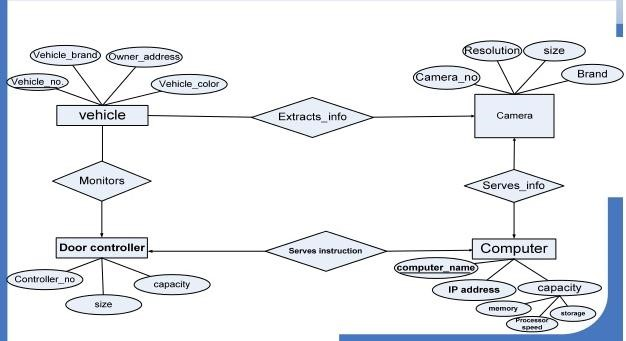 Resolution
size
Vehicle_brand
Owner_address
Camera_no
Brand
Vehicle_no.
Vehicle_color
vehicle
Extracts_info
Camera
Monitors
Serves_info
Door controller
Serves instruction
Computer
Controller_no
capacity
size
computer_name
IP address
capacity
memory
storage
Processor
speed